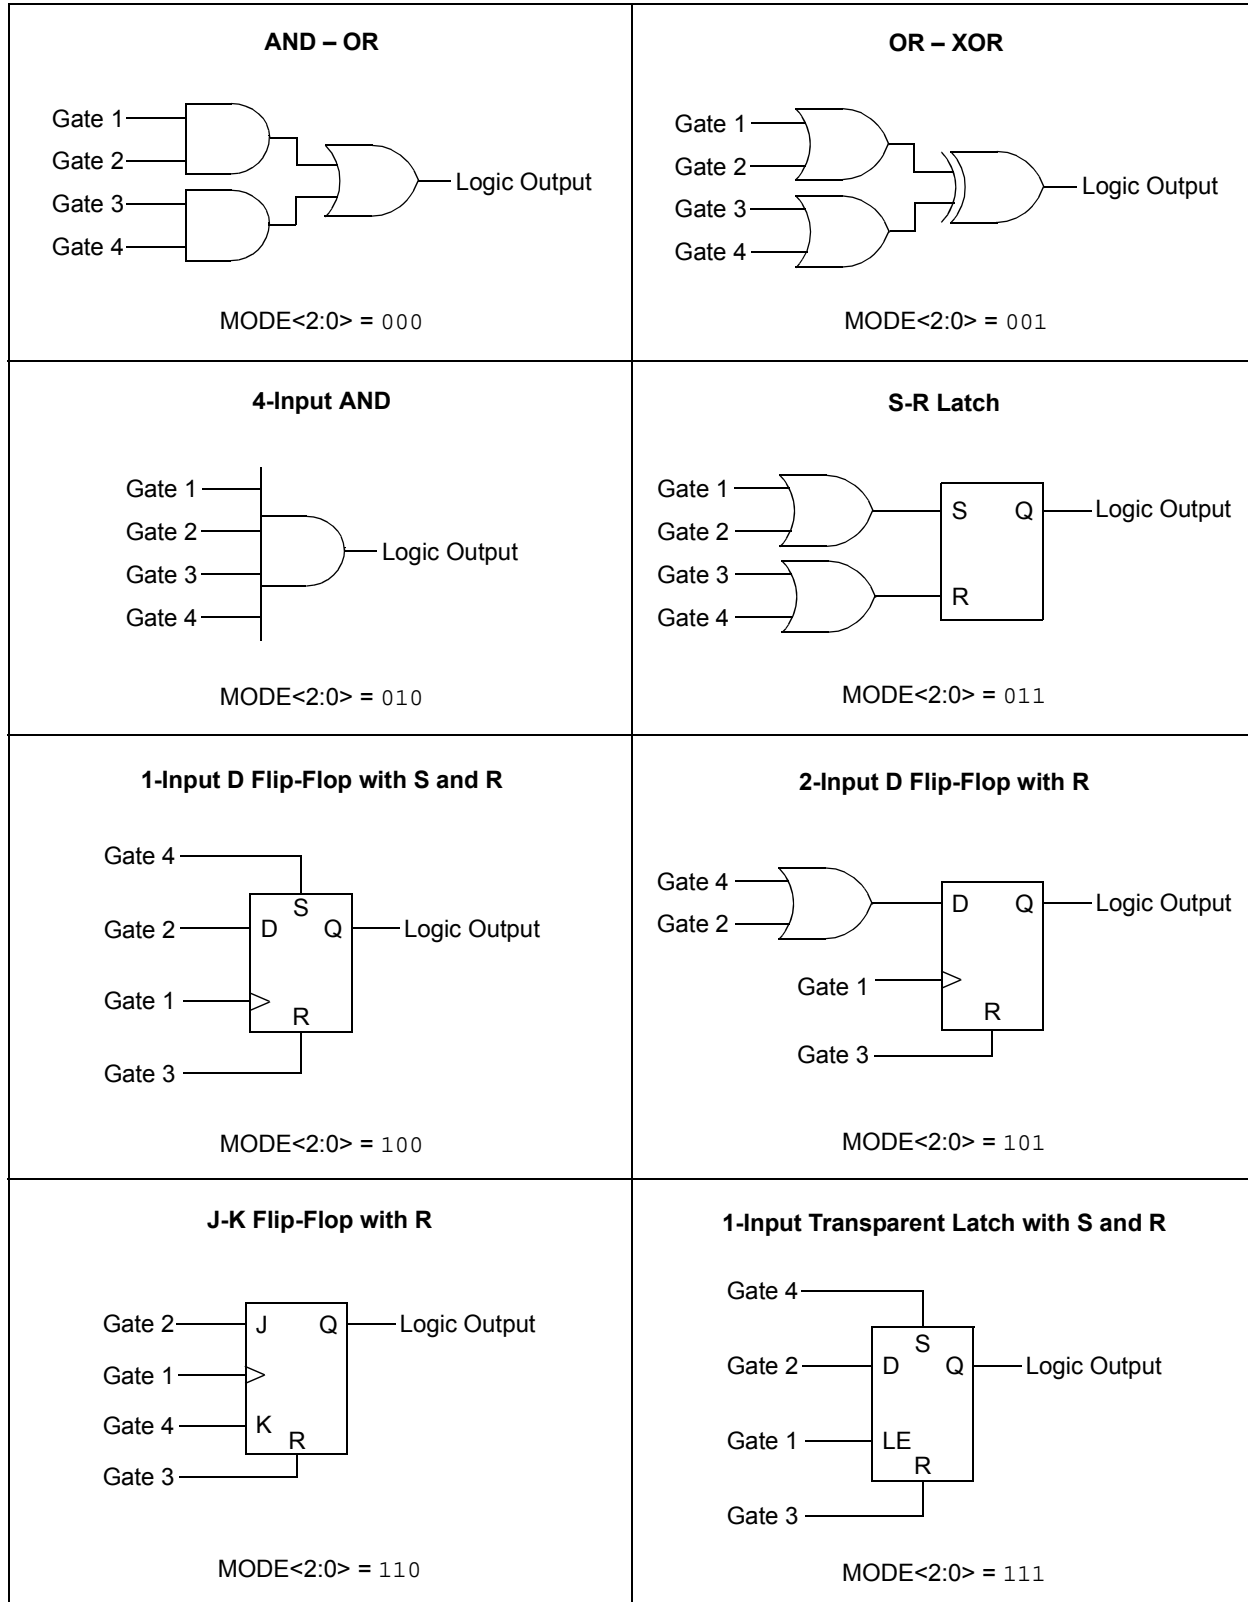 AND – OR
Gate 1
Gate 2
Gate 3
Gate 4
Logic Output
MODE<2:0> = 000
OR – XOR
Gate 1
Gate 2
Gate 3
Gate 4
Logic Output
MODE<2:0> = 001
4-Input AND
Gate 1
Gate 2
Gate 3
Gate 4
Logic Output
MODE<2:0> = 010
S-R Latch
Gate 1
Gate 2
Gate 3
Gate 4
S Q
R
Logic Output
MODE<2:0> = 011
1-Input D Flip-Flop with S and R
Gate 4
S
Gate 2
D Q
Logic Output
Gate 1
R
Gate 3
MODE<2:0> = 100
2-Input D Flip-Flop with R
Gate 4
Gate 2
D Q
Logic Output
Gate 1
R
Gate 3
MODE<2:0> = 101
J-K Flip-Flop with R
Gate 2
J Q
Logic Output
Gate 1
Gate 4
K
R
Gate 3
MODE<2:0> = 110
1-Input Transparent Latch with S and R
Gate 4
S
Gate 2
D Q
Logic Output
Gate 1
LE
R
Gate 3
MODE<2:0> = 111